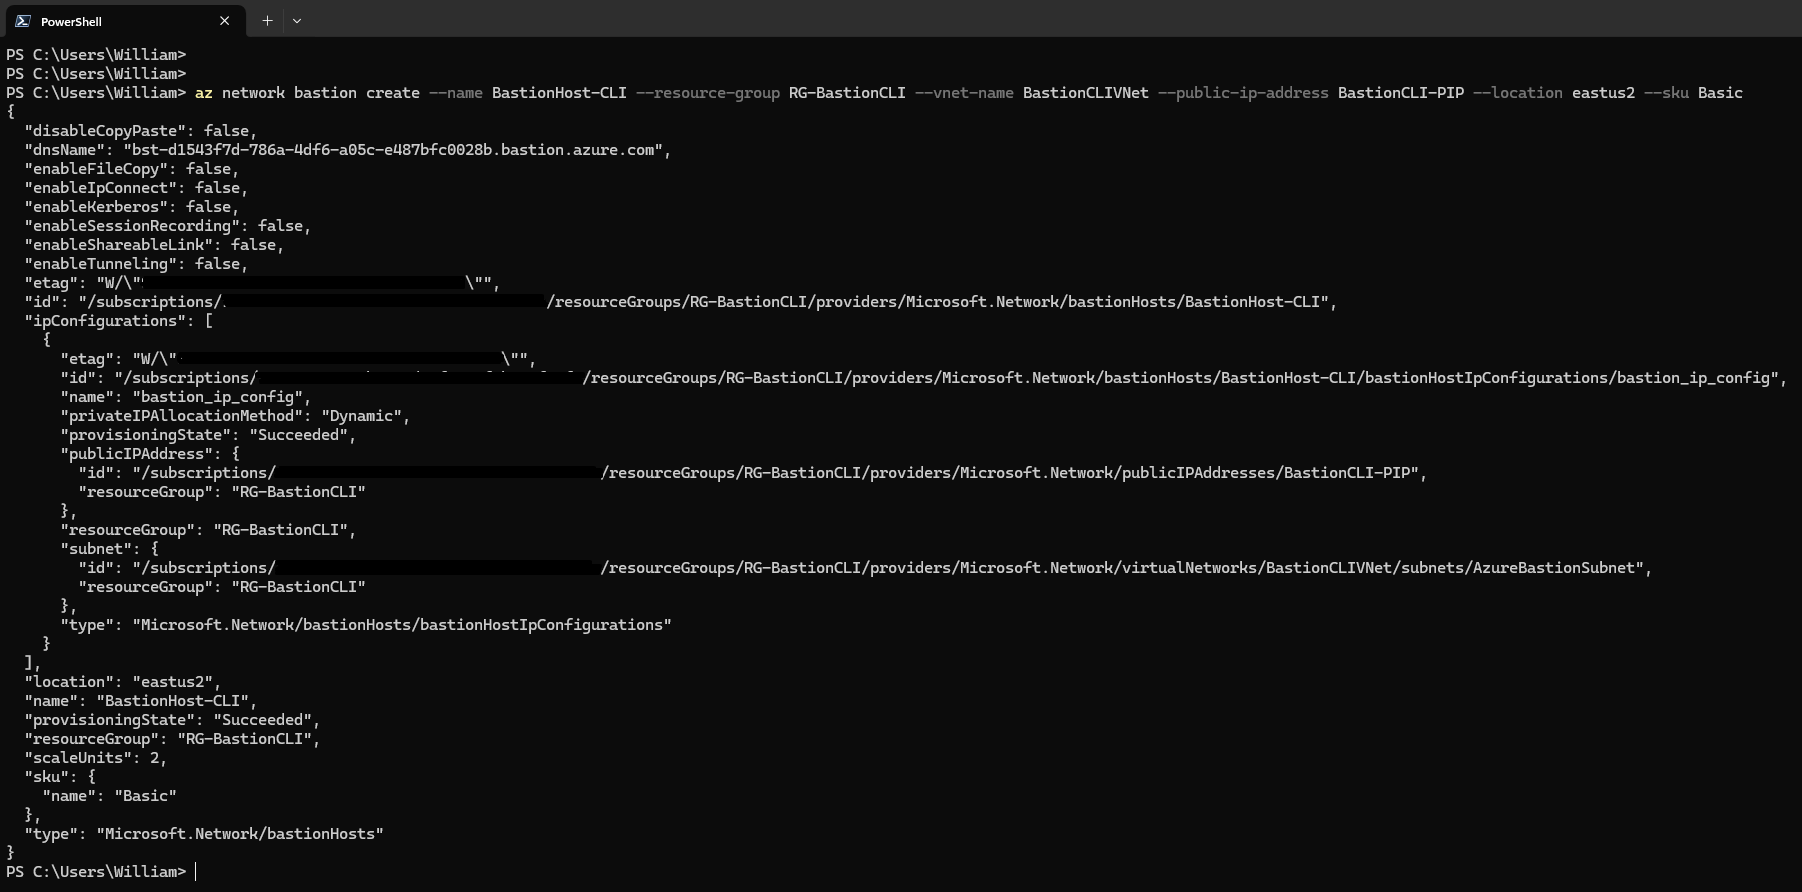 PowerShell
PS C:\Users\William>
PS C:\Users\William>
PS C:\Users\William> az network bastion create --name BastionHost-CLI --resource-group RG-BastionCLI --vnet-name BastionCLIVNet --public-ip-address BastionCLI-PIP --location eastus2 --sku Basic
{
  "disableCopyPaste": false,
  "dnsName": "bst-d1543f7d-786a-4df6-a05c-e487bfc0028b.bastion.azure.com",
  "enableFileCopy": false,
  "enableIpConnect": false,
  "enableKerberos": false,
  "enableSessionRecording": false,
  "enableShareableLink": false,
  "enableTunneling": false,
  "etag": "W/\" \"",
  "id": "/subscriptions/ /resourceGroups/RG-BastionCLI/providers/Microsoft.Network/bastionHosts/BastionHost-CLI",
  "ipConfigurations": [
    {
      "etag": "W/\" \"",
      "id": "/subscriptions/ /resourceGroups/RG-BastionCLI/providers/Microsoft.Network/bastionHosts/BastionHost-CLI/bastionHostIpConfigurations/bastion_ip_config",
      "name": "bastion_ip_config",
      "privateIPAllocationMethod": "Dynamic",
      "provisioningState": "Succeeded",
      "publicIPAddress": {
        "id": "/subscriptions/ /resourceGroups/RG-BastionCLI/providers/Microsoft.Network/publicIPAddresses/BastionCLI-PIP",
        "resourceGroup": "RG-BastionCLI"
      },
      "resourceGroup": "RG-BastionCLI",
      "subnet": {
        "id": "/subscriptions/ /resourceGroups/RG-BastionCLI/providers/Microsoft.Network/virtualNetworks/BastionCLIVNet/subnets/AzureBastionSubnet",
        "resourceGroup": "RG-BastionCLI"
      },
      "type": "Microsoft.Network/bastionHosts/bastionHostIpConfigurations"
    }
  ],
  "location": "eastus2",
  "name": "BastionHost-CLI",
  "provisioningState": "Succeeded",
  "resourceGroup": "RG-BastionCLI",
  "scaleUnits": 2,
  "sku": {
    "name": "Basic"
  },
  "type": "Microsoft.Network/bastionHosts"
}
PS C:\Users\William>